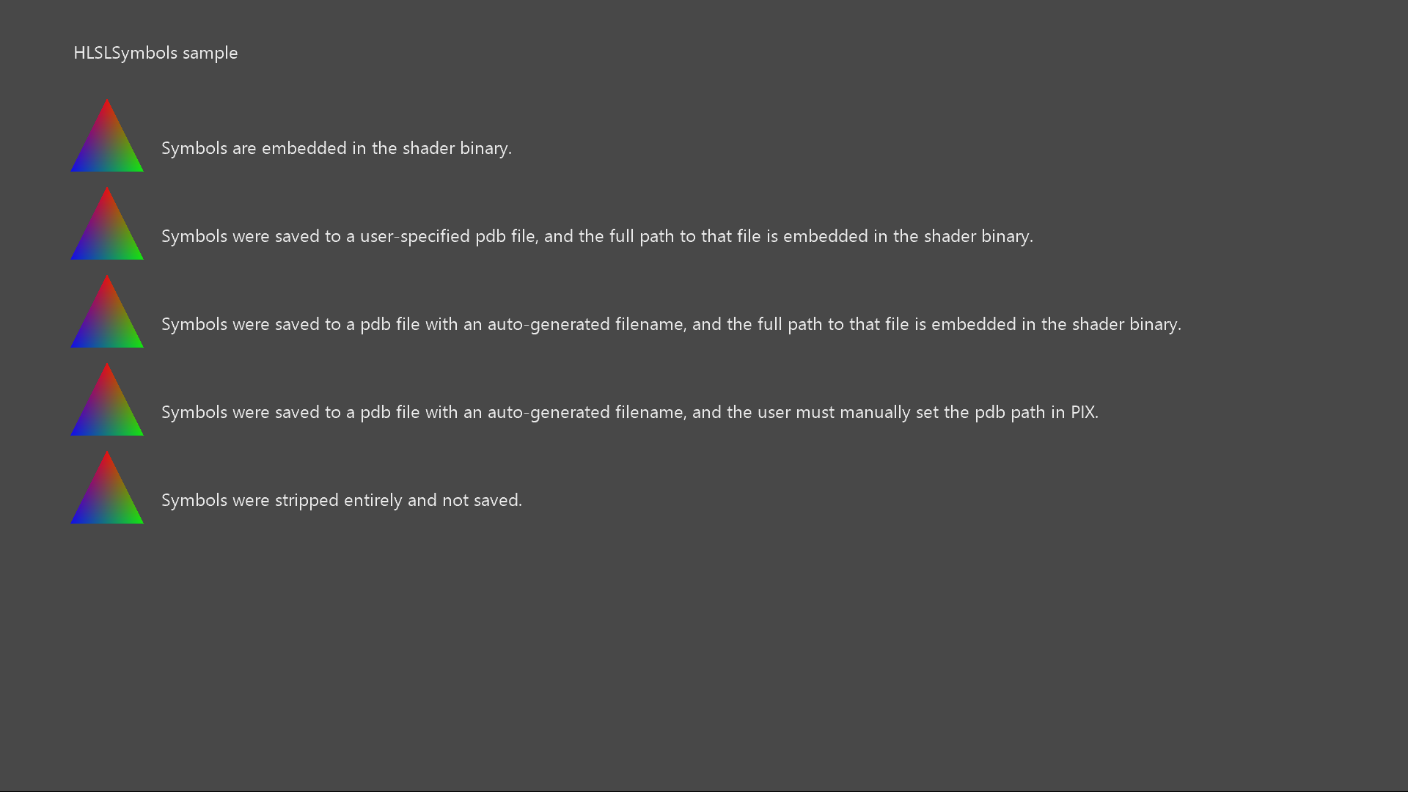 HLSLSymbols sample
Symbols are embedded in the shader binary.
Symbols were saved to a user-specified pdb file, and the full path to that file is embedded in the shader binary.
Symbols were saved to a pdb file with an auto-generated filename, and the full path to that file is embedded in the shader binary.
Symbols were saved to a pdb file with an auto-generated filename, and the user must manually set the pdb path in PIX.
Symbols were stripped entirely and not saved.